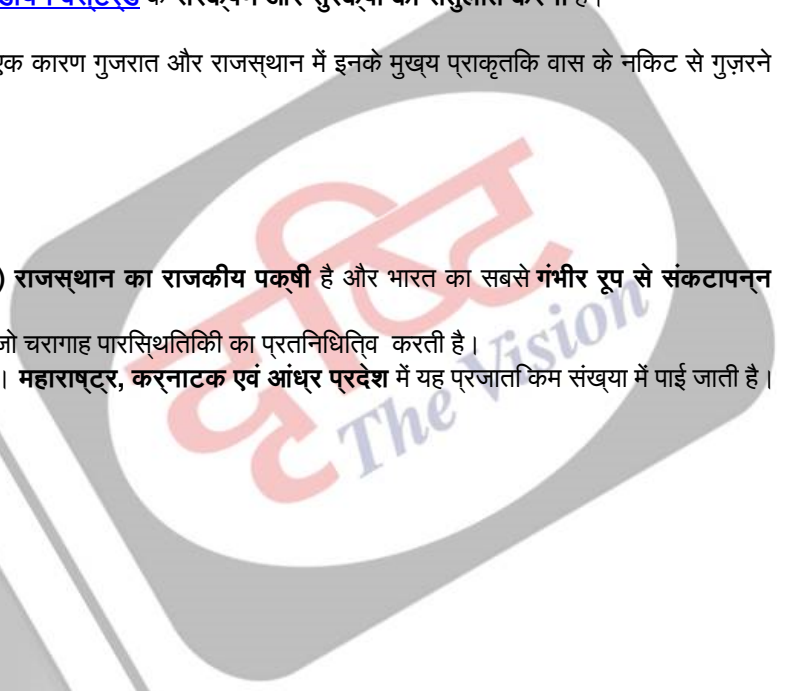 के संरक्षण और सुरक्षा को संतुलित करना है।
एक कारण गुजरात और राजस्थान में इनके मुख्य प्राकृतिक वास के निकट से गुज़रने
) राजस्थान का राजकीय पक्षी है और भारत का सबसे गंभीर रूप से संकटापन्न
जो चरागाह पारिस्थितिकी का प्रतिनिधित्व करती है।
। महाराष्ट्र, कर्नाटक एवं आंध्र प्रदेश में यह प्रजाति कम संख्या में पाई जाती है।
दृष्टि
The Vision